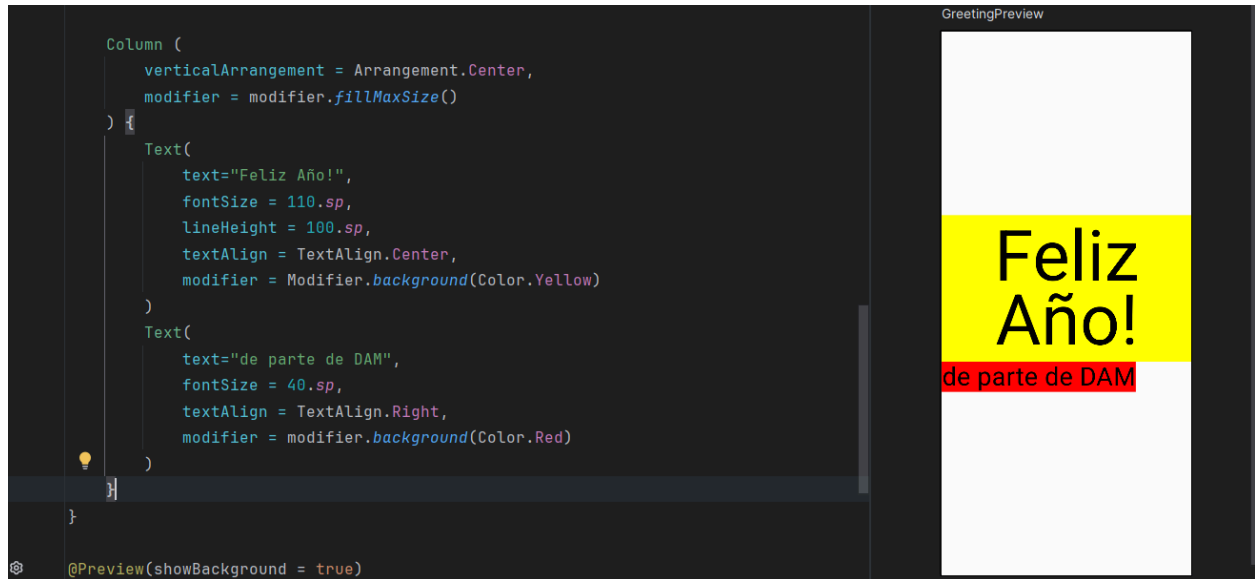 Column (
verticalArrangement = Arrangement.Center,
modifier = modifier.fillMaxSize()
) {
Text(
text="Feliz Año!",
fontSize = 110.sp,
lineHeight = 100.sp,
textAlign = TextAlign.Center,
modifier = Modifier.background(Color.Yellow)
)
Text(
text="de parte de DAM",
fontSize = 40.sp,
textAlign = TextAlign.Right,
modifier = modifier.background(Color.Red)
)
}
}
@Preview(showBackground = true)
GreetingPreview
Feliz
Año!
de parte de DAM